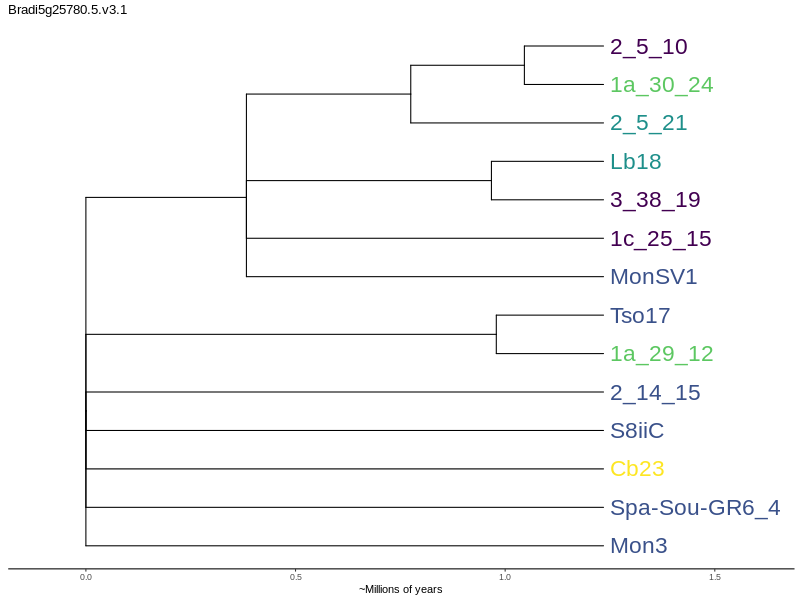 Bradi5g25780.5.v3.1
2_5_10
1a_30_24
2_5_21
Lb18
3_38_19
1c_25_15
MonSV1
Tso17
1a_29_12
2_14_15
S8iiC
Cb23
Spa-Sou-GR6_4
Mon3
0.0 0.5 1.0 1.5
~Millions of years